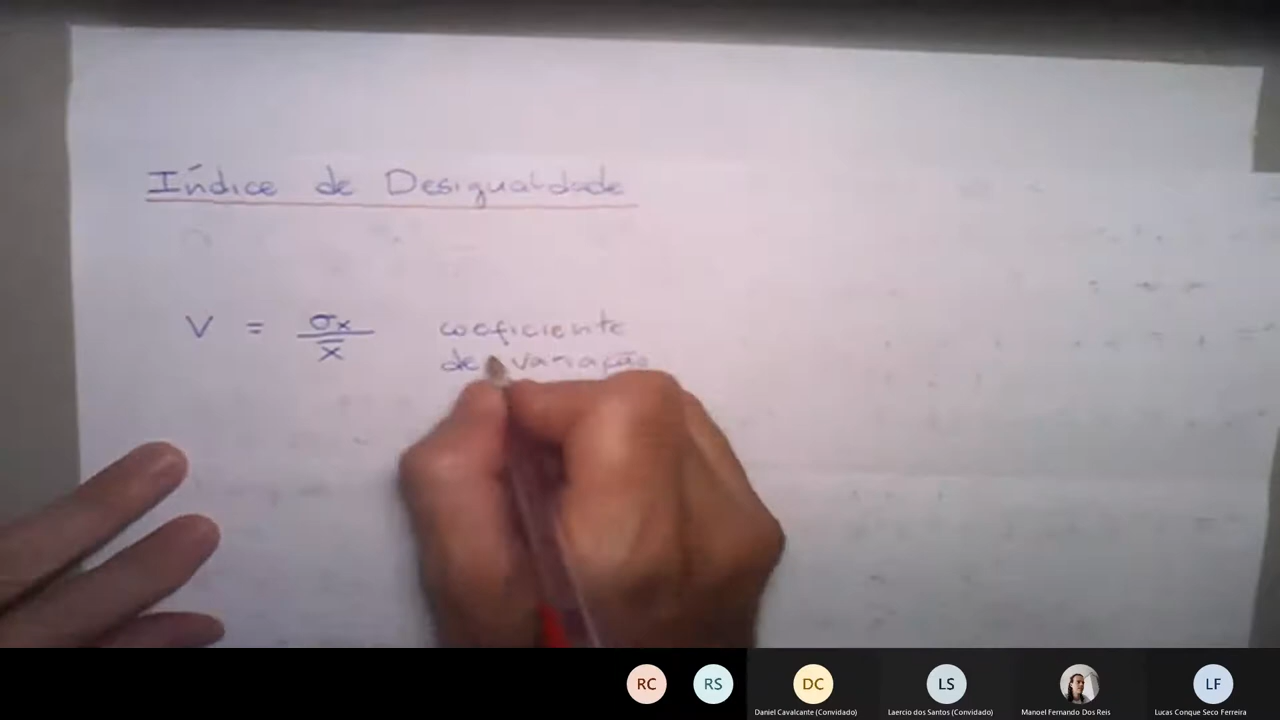 Índice de Desigualdade
V = σx / x̄
coeficiente
de variação
RC
RS
DC
LS
LF
Daniel Cavalcante (Convidado)
Laercio dos Santos (Convidado)
Manoel Fernando Dos Reis
Lucas Conque Seco Ferreira